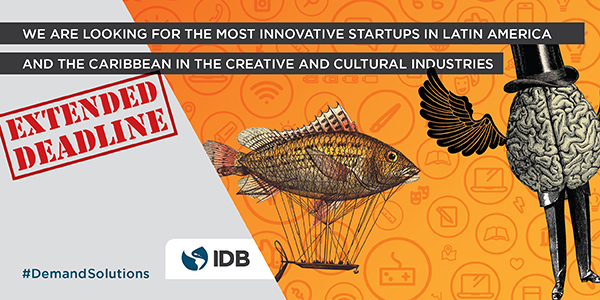 WE ARE LOOKING FOR THE MOST INNOVATIVE STARTUPS IN LATIN AMERICA
AND THE CARIBBEAN IN THE CREATIVE AND CULTURAL INDUSTRIES
EXTENDED
DEADLINE
IDB
#DemandSolutions